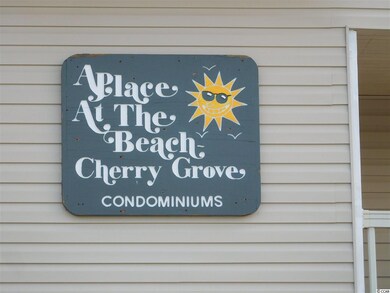 A Place
At The
Beach-
Cherry Grove
CONDOMINIUMS